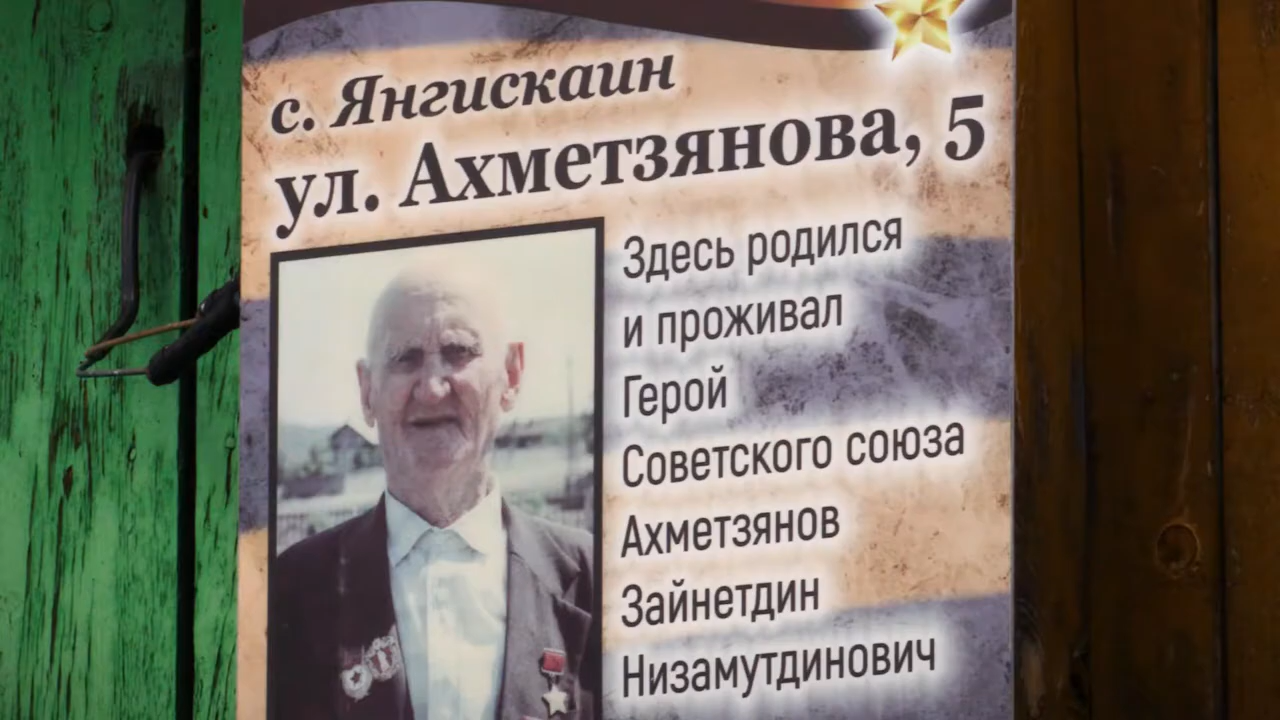 с. Янгискаин
ул. Ахметзянова, 5
Здесь родился
и проживал
Герой
Советского союза
Ахметзянов
Зайнетдин
Низамутдинович